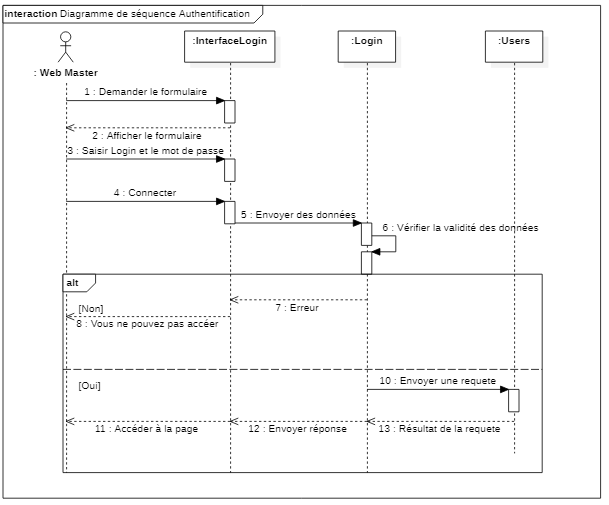 interaction Diagramme de séquence Authentification
:InterfaceLogin
:Login
:Users
: Web Master
1 : Demander le formulaire
2 : Afficher le formulaire
3 : Saisir Login et le mot de passe
4 : Connecter
5 : Envoyer des données
6 : Vérifier la validité des données
alt
[Non]
7 : Erreur
8 : Vous ne pouvez pas accéer
[Oui]
10 : Envoyer une requete
11 : Accéder à la page
12 : Envoyer réponse
13 : Résultat de la requete